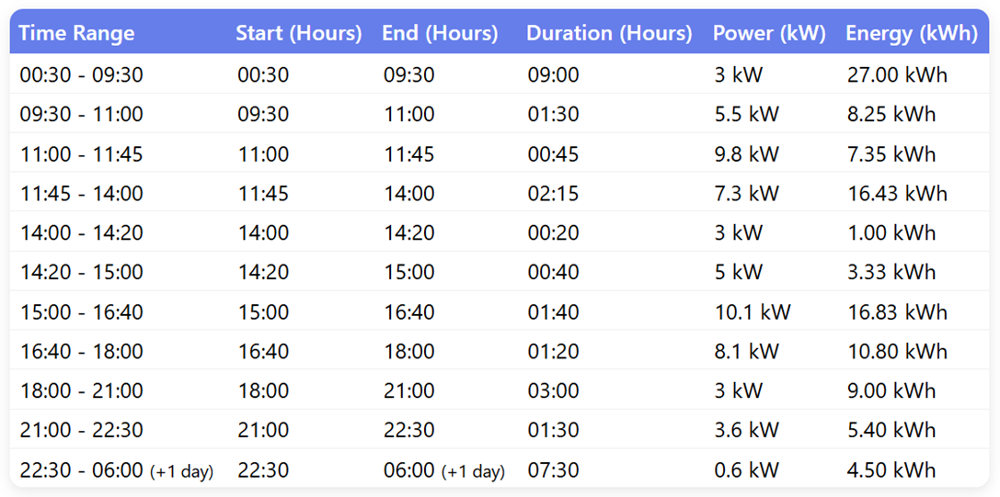 Time Range Start (Hours) End (Hours) Duration (Hours) Power (kW) Energy (kWh)
00:30 - 09:30 00:30 09:30 09:00 3 kW 27.00 kWh
09:30 - 11:00 09:30 11:00 01:30 5.5 kW 8.25 kWh
11:00 - 11:45 11:00 11:45 00:45 9.8 kW 7.35 kWh
11:45 - 14:00 11:45 14:00 02:15 7.3 kW 16.43 kWh
14:00 - 14:20 14:00 14:20 00:20 3 kW 1.00 kWh
14:20 - 15:00 14:20 15:00 00:40 5 kW 3.33 kWh
15:00 - 16:40 15:00 16:40 01:40 10.1 kW 16.83 kWh
16:40 - 18:00 16:40 18:00 01:20 8.1 kW 10.80 kWh
18:00 - 21:00 18:00 21:00 03:00 3 kW 9.00 kWh
21:00 - 22:30 21:00 22:30 01:30 3.6 kW 5.40 kWh
22:30 - 06:00 (+1 day) 22:30 06:00 (+1 day) 07:30 0.6 kW 4.50 kWh